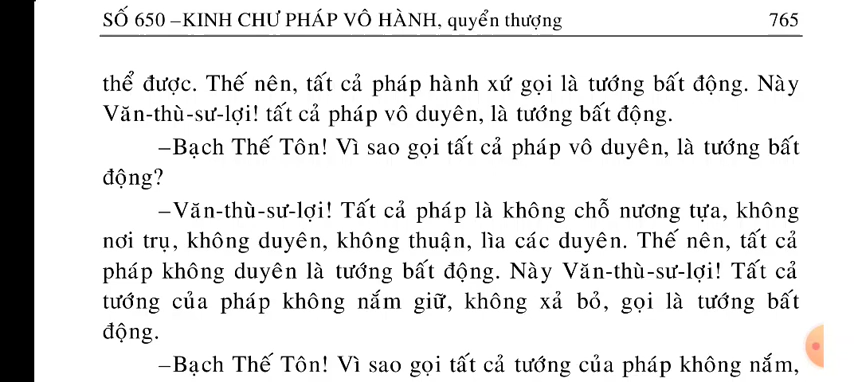 SỐ 650 –KINH CHƯ PHÁP VÔ HÀNH, quyển thượng 765
thể được. Thế nên, tất cả pháp hành xứ gọi là tướng bất động. Này
Văn-thù-sư-lợi! tất cả pháp vô duyên, là tướng bất động.
–Bạch Thế Tôn! Vì sao gọi tất cả pháp vô duyên, là tướng bất
động?
–Văn-thù-sư-lợi! Tất cả pháp là không chỗ nương tựa, không
nơi trụ, không duyên, không thuận, lìa các duyên. Thế nên, tất cả
pháp không duyên là tướng bất động. Này Văn-thù-sư-lợi! Tất cả
tướng của pháp không nắm giữ, không xả bỏ, gọi là tướng bất
động.
–Bạch Thế Tôn! Vì sao gọi tất cả tướng của pháp không nắm,